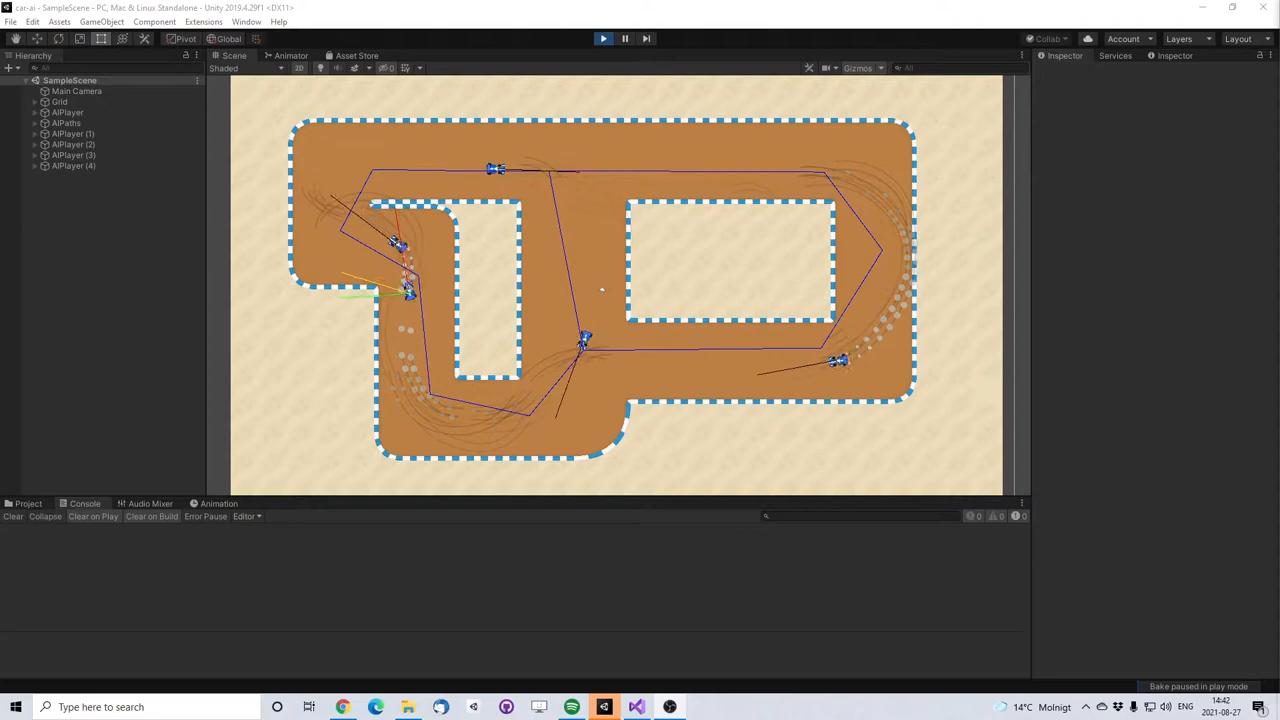 car-ai - SampleScene - PC, Mac & Linux Standalone - Unity 2019.4.29f1 <DX11>
File Edit Assets GameObject Component Extensions Window Help
Pivot Global Collab Account Layers Layout
Hierarchy Scene Animator Asset Store Inspector Services Inspector
All Shaded 2D 0 Gizmos All
SampleScene
Main Camera
Grid
AIPlayer
AIPaths
AIPlayer (1)
AIPlayer (2)
AIPlayer (3)
AIPlayer (4)
Project Console Audio Mixer Animation
Clear Collapse Clear on Play Clear on Build Error Pause Editor 0 0 0
Bake paused in play mode
Type here to search 14°C Molnigt ENG 14:42
2021-08-27